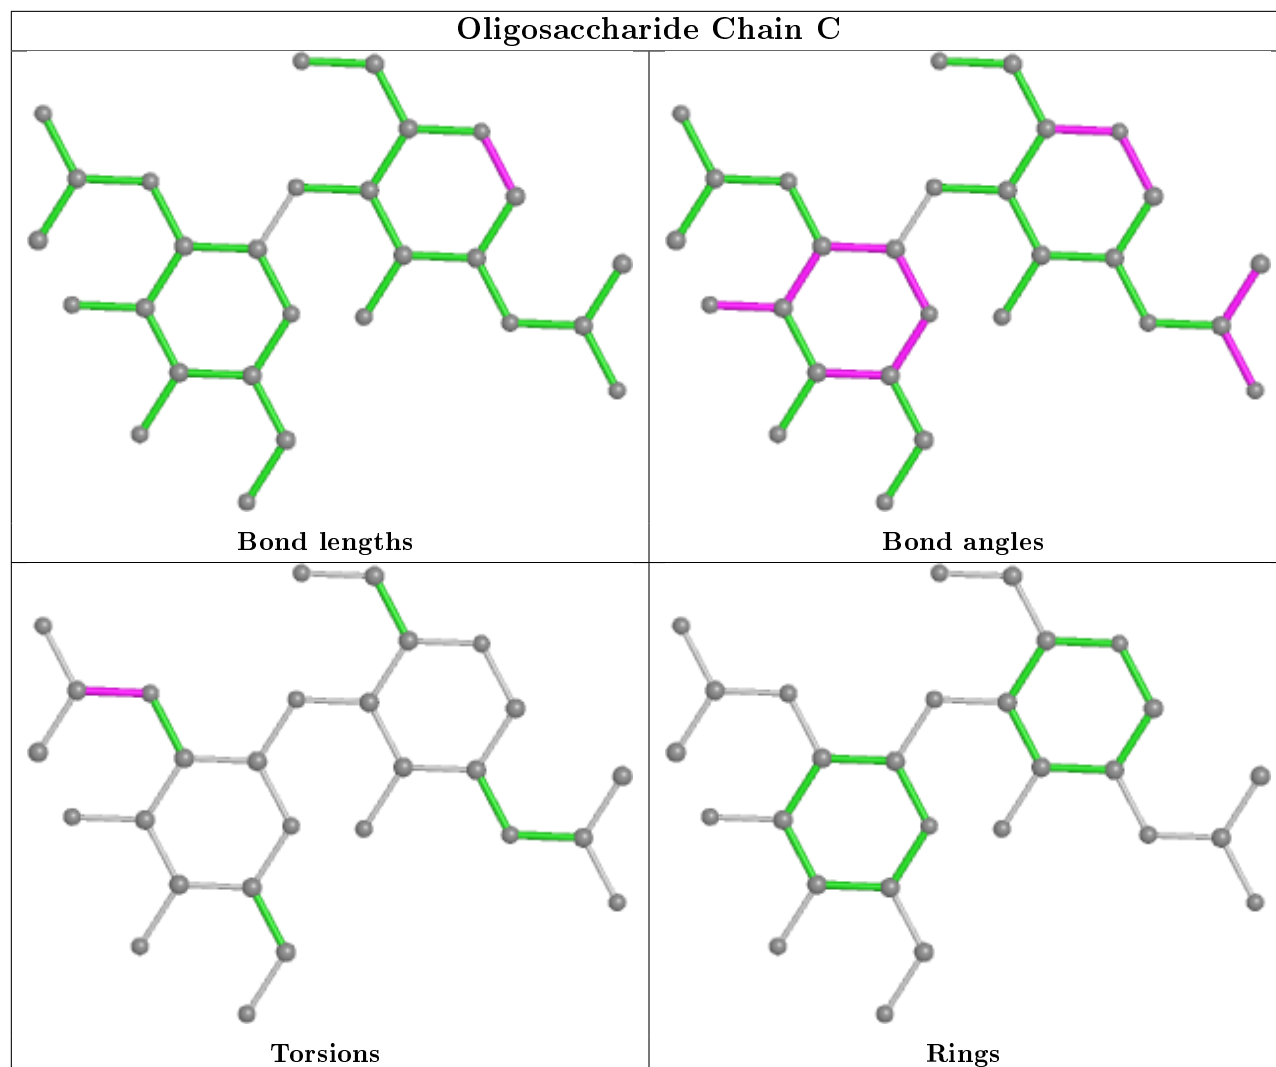 Oligosaccharide Chain C
Bond lengths
Bond angles
Torsions
Rings